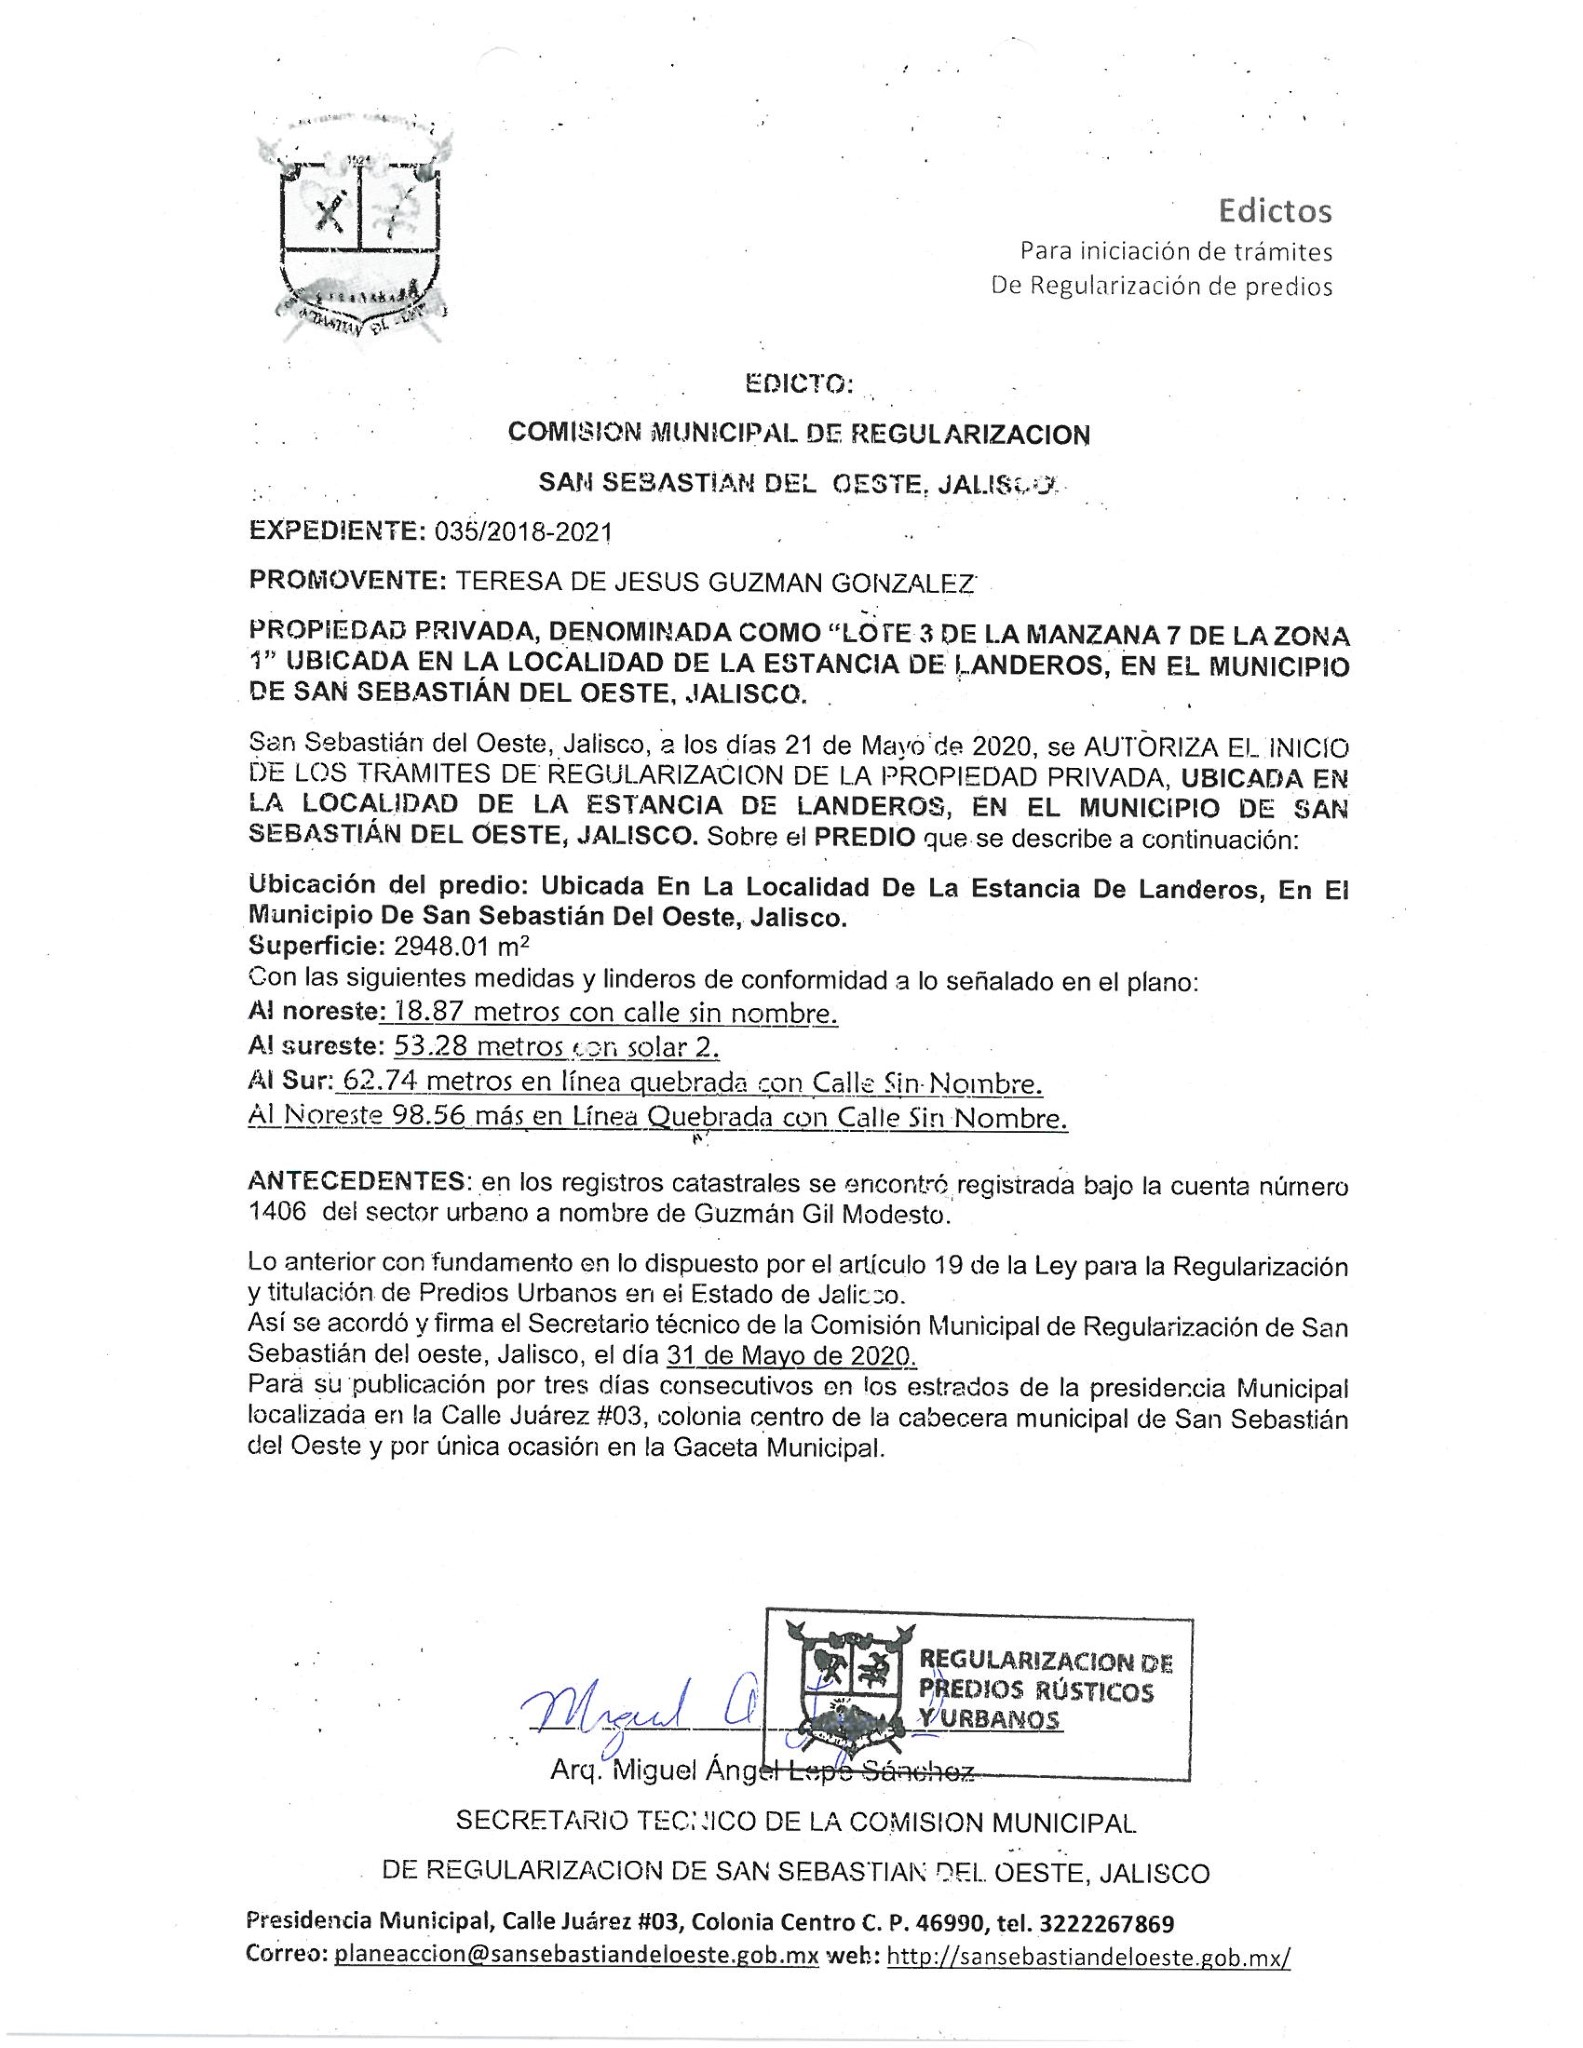 1621
SEBASTIAN DEL OESTE
Edictos
Para iniciación de trámites
De Regularización de predios
EDICTO:
COMISION MUNICIPAL DE REGULARIZACION
SAN SEBASTIAN DEL OESTE, JALISCO.
EXPEDIENTE: 035/2018-2021
PROMOVENTE: TERESA DE JESUS GUZMAN GONZALEZ
PROPIEDAD PRIVADA, DENOMINADA COMO “LOTE 3 DE LA MANZANA 7 DE LA ZONA
1” UBICADA EN LA LOCALIDAD DE LA ESTANCIA DE LANDEROS, EN EL MUNICIPIO
DE SAN SEBASTIÁN DEL OESTE, JALISCO.
San Sebastián del Oeste, Jalisco, a los días 21 de Mayo de 2020, se AUTORIZA EL INICIO
DE LOS TRAMITES DE REGULARIZACION DE LA PROPIEDAD PRIVADA, UBICADA EN
LA LOCALIDAD DE LA ESTANCIA DE LANDEROS, EN EL MUNICIPIO DE SAN
SEBASTIÁN DEL OESTE, JALISCO. Sobre el PREDIO que se describe a continuación:
Ubicación del predio: Ubicada En La Localidad De La Estancia De Landeros, En El
Municipio De San Sebastián Del Oeste, Jalisco.
Superficie: 2948.01 m²
Con las siguientes medidas y linderos de conformidad a lo señalado en el plano:
Al noreste: 18.87 metros con calle sin nombre.
Al sureste: 53.28 metros con solar 2.
Al Sur: 62.74 metros en línea quebrada con Calle Sin Nombre.
Al Noreste 98.56 más en Línea Quebrada con Calle Sin Nombre.
ANTECEDENTES: en los registros catastrales se encontró registrada bajo la cuenta número
1406 del sector urbano a nombre de Guzmán Gil Modesto.
Lo anterior con fundamento en lo dispuesto por el artículo 19 de la Ley para la Regularización
y titulación de Predios Urbanos en el Estado de Jalisco.
Así se acordó y firma el Secretario técnico de la Comisión Municipal de Regularización de San
Sebastián del oeste, Jalisco, el día 31 de Mayo de 2020.
Para su publicación por tres días consecutivos en los estrados de la presidencia Municipal
localizada en la Calle Juárez #03, colonia centro de la cabecera municipal de San Sebastián
del Oeste y por única ocasión en la Gaceta Municipal.
REGULARIZACION DE
PREDIOS RÚSTICOS
Y URBANOS
Miguel A
Arq. Miguel Ángel Lepe Sánchez
SECRETARIO TECNICO DE LA COMISION MUNICIPAL
DE REGULARIZACION DE SAN SEBASTIAN DEL OESTE, JALISCO
Presidencia Municipal, Calle Juárez #03, Colonia Centro C. P. 46990, tel. 3222267869
Correo: planeaccion@sansebastiandeloeste.gob.mx web: http://sansebastiandeloeste.gob.mx/